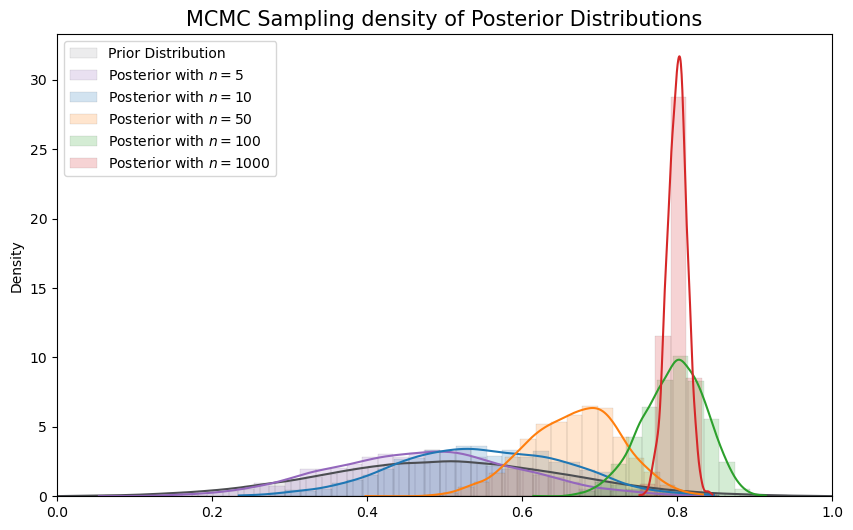 MCMC Sampling density of Posterior Distributions
Prior Distribution
Posterior with n = 5
Posterior with n = 10
Posterior with n = 50
Posterior with n = 100
Posterior with n = 1000
Density
30
25
20
15
10
5
0
0.0 0.2 0.4 0.6 0.8 1.0